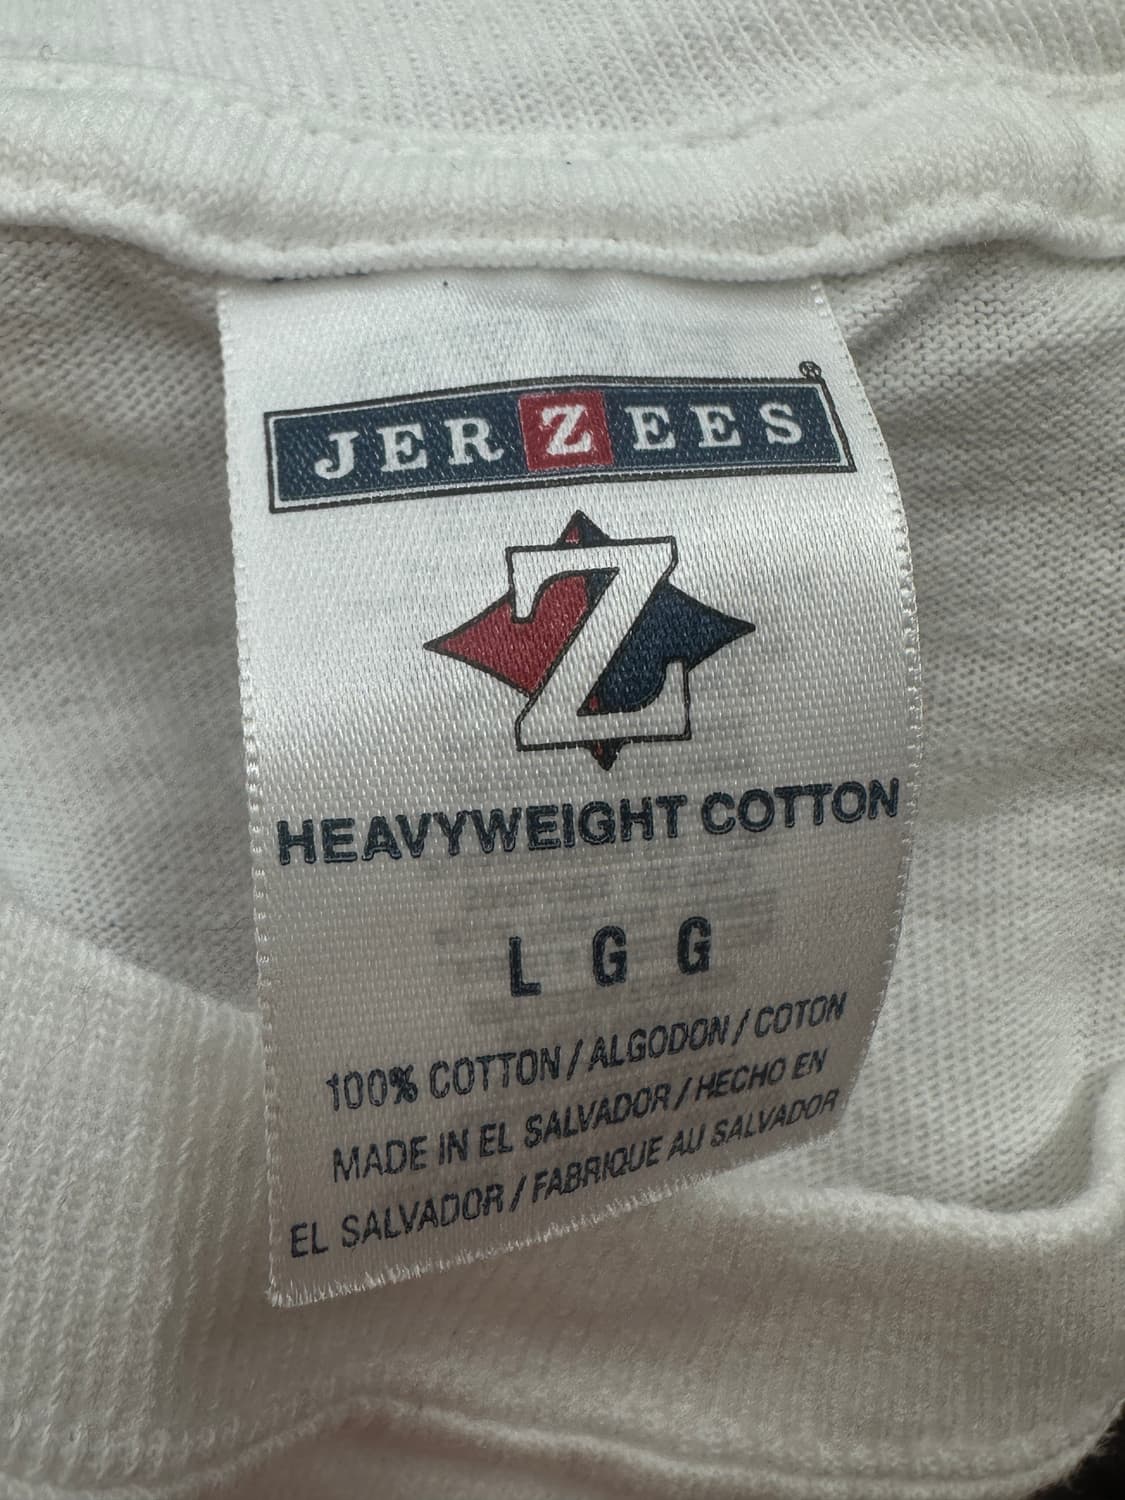 JERZEES®
Z
HEAVYWEIGHT COTTON
L G G
100% COTTON / ALGODON / COTON
MADE IN EL SALVADOR / HECHO EN
EL SALVADOR / FABRIQUE AU SALVADOR